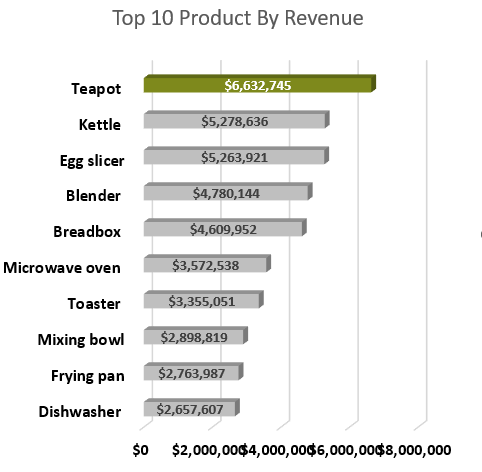 Top 10 Product By Revenue
Teapot $6,632,745
Kettle $5,278,636
Egg slicer $5,263,921
Blender $4,780,144
Breadbox $4,609,952
Microwave oven $3,572,538
Toaster $3,355,051
Mixing bowl $2,898,819
Frying pan $2,763,987
Dishwasher $2,657,607
$0 $2,000,000 $4,000,000 $6,000,000 $8,000,000